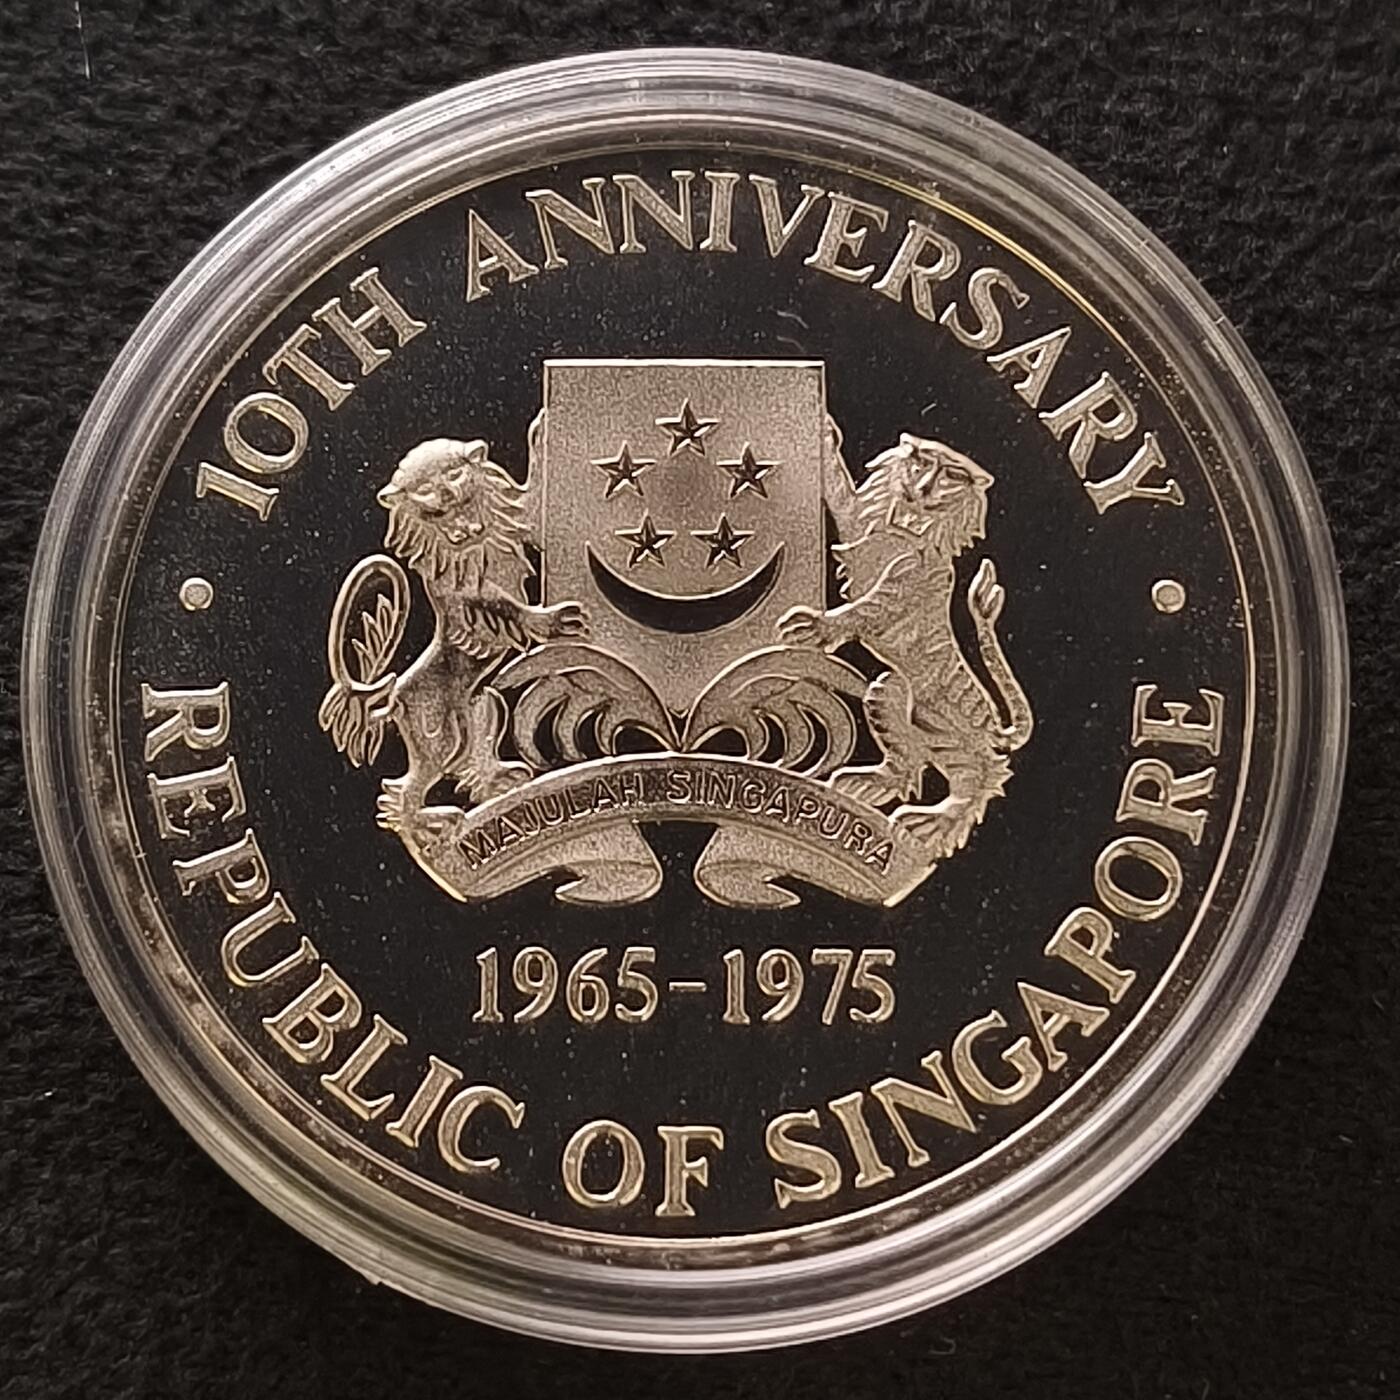 10TH ANNIVERSARY
MAJULAH SINGAPURA
1965-1975
REPUBLIC OF SINGAPORE